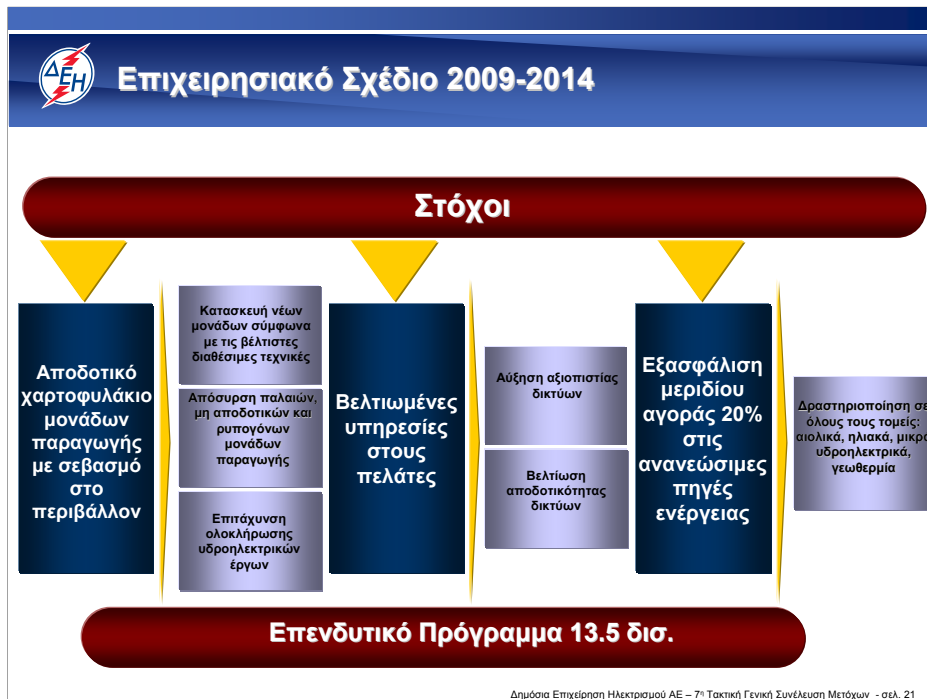 ΔΕΗ
Επιχειρησιακό Σχέδιο 2009-2014
Στόχοι
Αποδοτικό
χαρτοφυλάκιο
μονάδων
παραγωγής
με σεβασμό
στο
περιβάλλον
Κατασκευή νέων
μονάδων σύμφωνα
με τις βέλτιστες
διαθέσιμες τεχνικές
Απόσυρση παλαιών,
μη αποδοτικών και
ρυπογόνων
μονάδων
παραγωγής
Επιτάχυνση
ολοκλήρωσης
υδροηλεκτρικών
έργων
Βελτιωμένες
υπηρεσίες
στους
πελάτες
Αύξηση αξιοπιστίας
δικτύων
Βελτίωση
αποδοτικότητας
δικτύων
Εξασφάλιση
μεριδίου
αγοράς 20%
στις
ανανεώσιμες
πηγές
ενέργειας
Δραστηριοποίηση σε
όλους τους τομείς:
αιολικά, ηλιακά, μικρά
υδροηλεκτρικά,
γεωθερμία
Επενδυτικό Πρόγραμμα 13.5 δισ.
Δημόσια Επιχείρηση Ηλεκτρισμού ΑΕ – 7η Τακτική Γενική Συνέλευση Μετόχων - σελ. 21